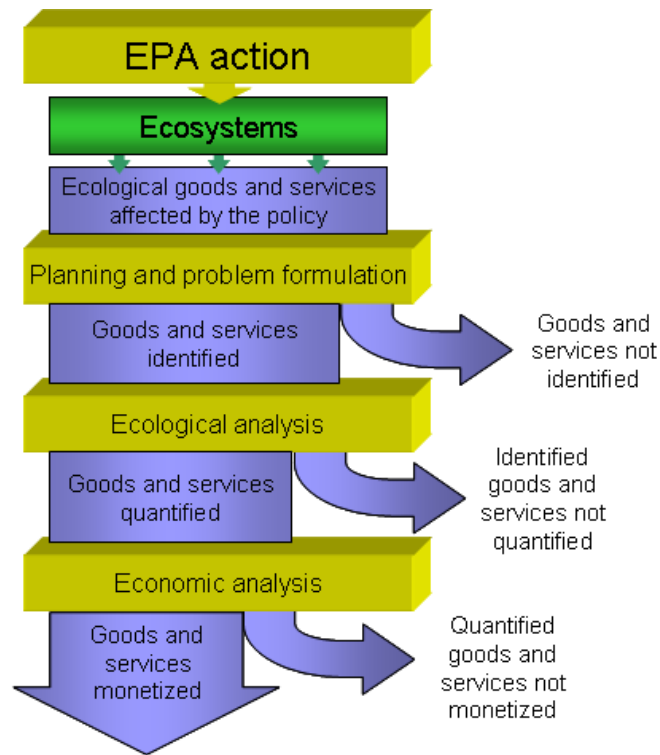 EPA action
Ecosystems
Ecological goods and services
affected by the policy
Planning and problem formulation
Goods and services
identified
Goods and
services not
identified
Ecological analysis
Goods and services
quantified
Identified
goods and
services not
quantified
Economic analysis
Goods and
services
monetized
Quantified
goods and
services not
monetized